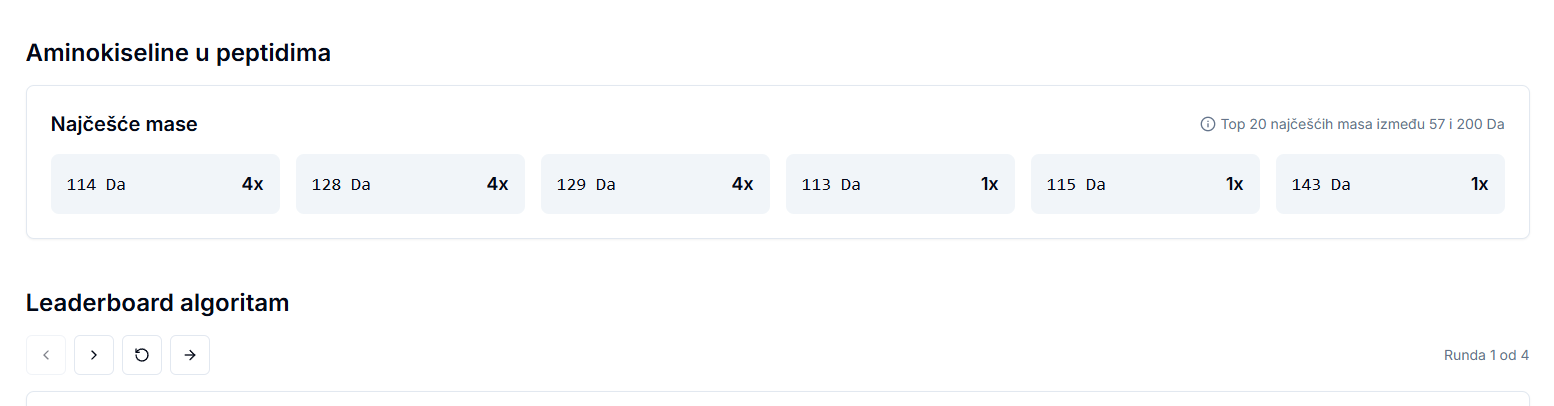 Aminokiseline u peptidima
Najčešće mase
Top 20 najčešćih masa između 57 i 200 Da
114 Da 4x 128 Da 4x 129 Da 4x 113 Da 1x 115 Da 1x 143 Da 1x
Leaderboard algoritam
Runda 1 od 4